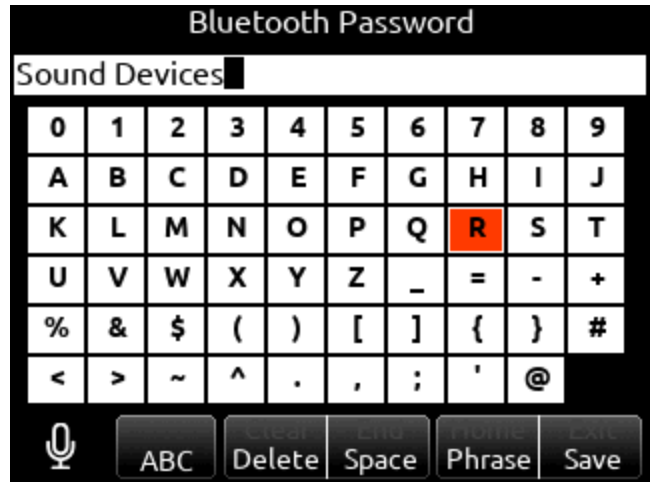 Bluetooth Password
Sound Devices
0 1 2 3 4 5 6 7 8 9
A B C D E F G H I J
K L M N O P Q R S T
U V W X Y Z _ = - +
% & $ ( ) [ ] { } #
< > ~ ^ . , ; ' @
Clear End Home Exit
ABC Delete Space Phrase Save